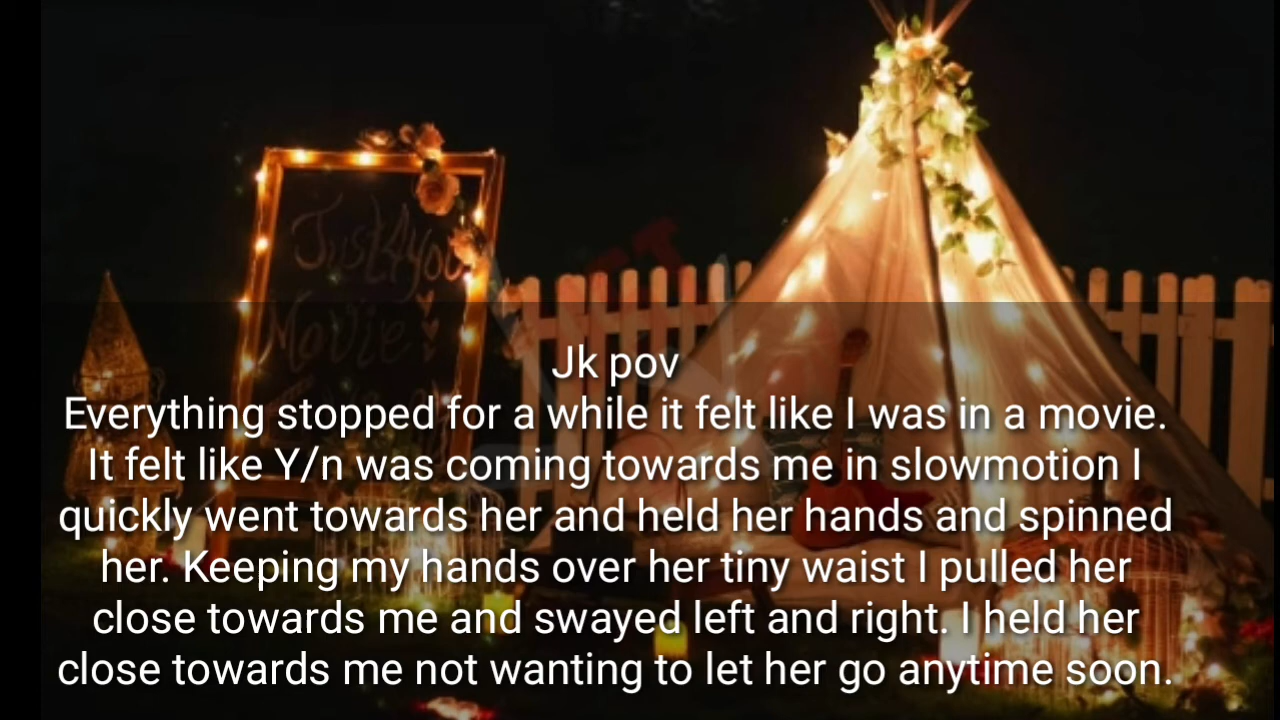 Just4you
Movie
Jk pov
Everything stopped for a while it felt like I was in a movie.
It felt like Y/n was coming towards me in slowmotion I
quickly went towards her and held her hands and spinned
her. Keeping my hands over her tiny waist I pulled her
close towards me and swayed left and right. I held her
close towards me not wanting to let her go anytime soon.